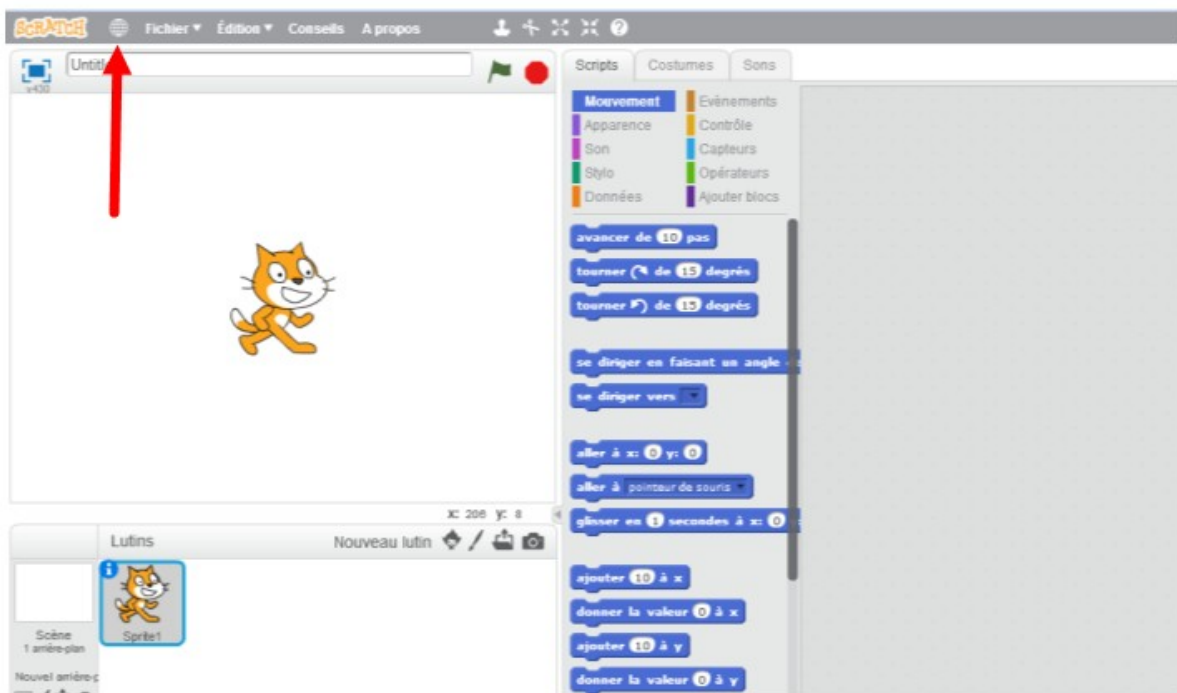 SCRATCH Fichier Édition Conseils A propos
v430
Scripts Costumes Sons
Mouvement
Apparence
Son
Stylo
Données
Evènements
Contrôle
Capteurs
Opérateurs
Ajouter blocs
avancer de 10 pas
tourner de 15 degrés
tourner de 15 degrés
se diriger en faisant un angle
se diriger vers
aller à x: 0 y: 0
aller à pointeur de souris
glisser en 1 secondes à x: 0
ajouter 10 à x
donner la valeur 0 à x
ajouter 10 à y
donner la valeur 0 à y
x: 206 y: 8
Lutins Nouveau lutin
Sprite1
Scène
1 arrière-plan
Nouvel